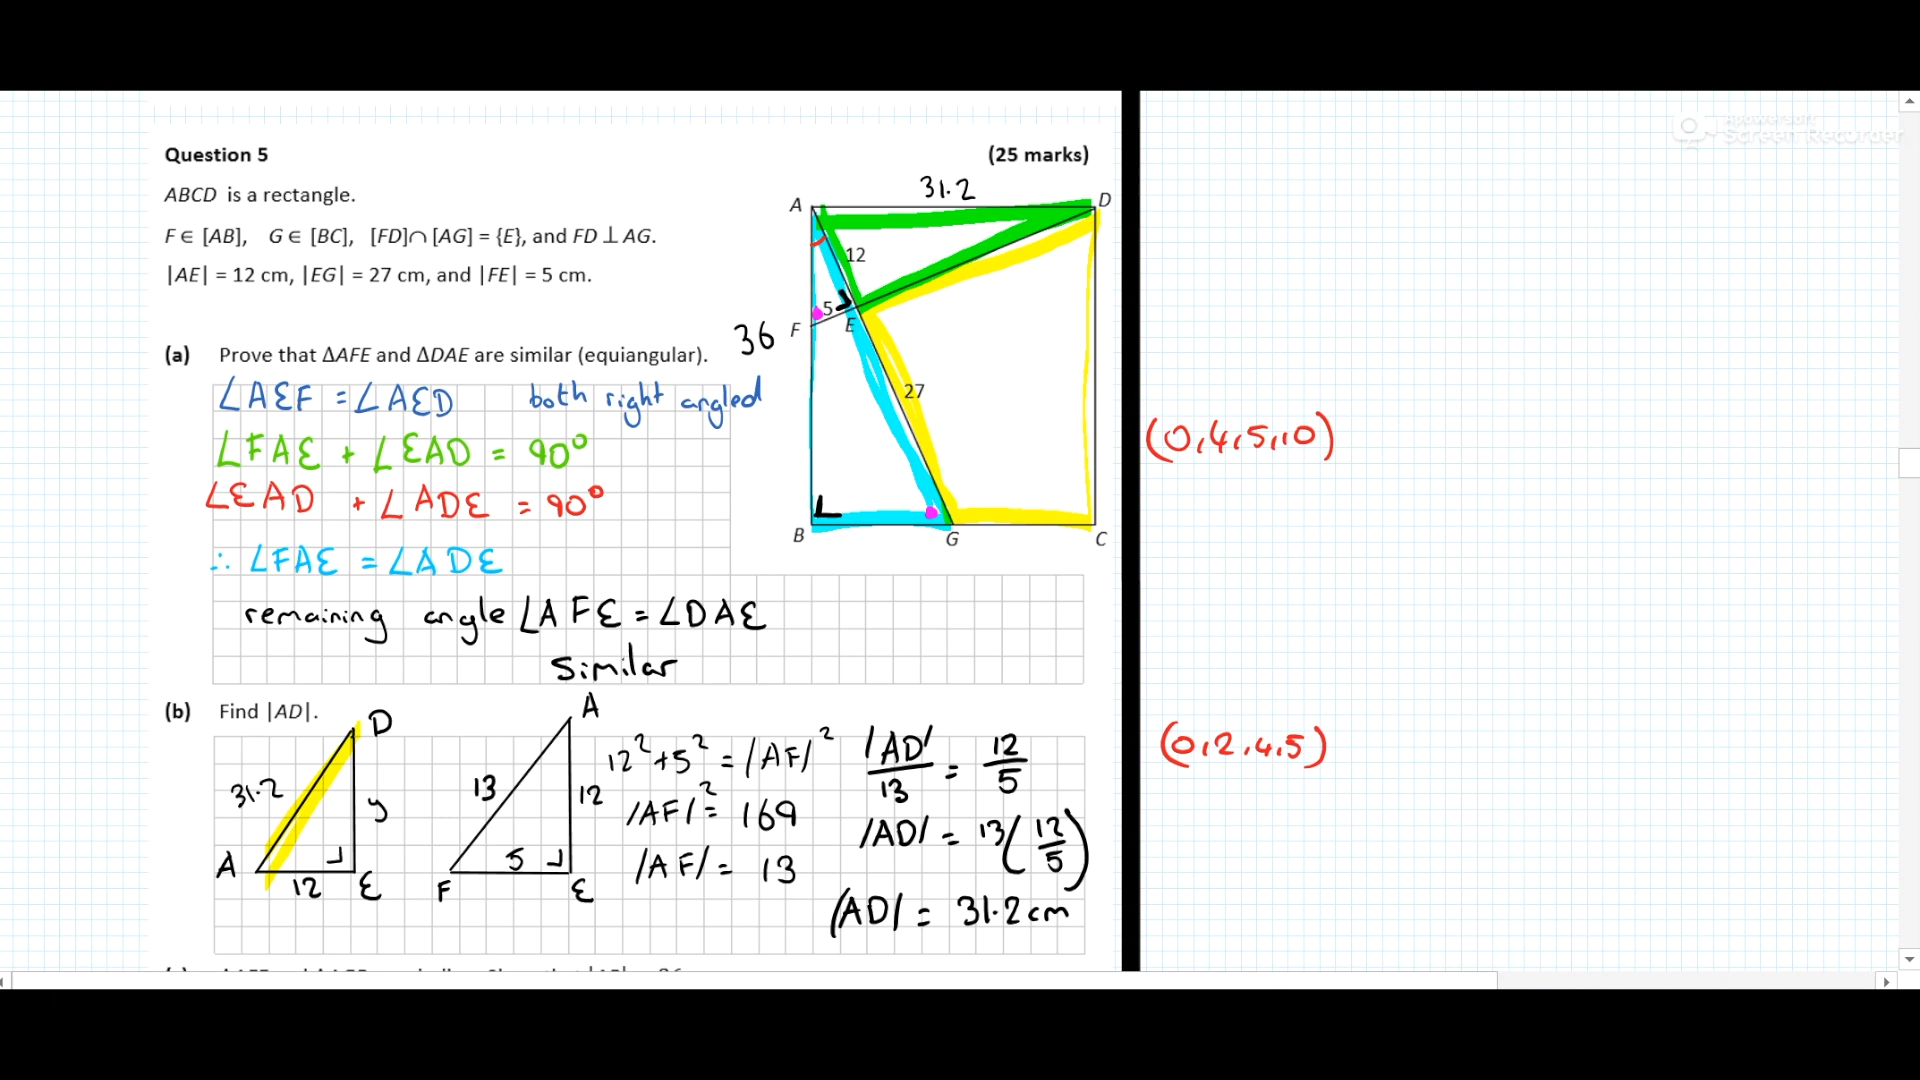 Apowersoft
Screen Recorder
Question 5 (25 marks)
ABCD is a rectangle.
F ∈ [AB], G ∈ [BC], [FD]∩[AG] = {E}, and FD ⊥ AG.
|AE| = 12 cm, |EG| = 27 cm, and |FE| = 5 cm.
31.2
A
D
12
5
F
E
36
27
B
G
C
(a) Prove that ΔAFE and ΔDAE are similar (equiangular).
∠AEF = ∠AED both right angled
∠FAE + ∠EAD = 90°
∠EAD + ∠ADE = 90°
∴ ∠FAE = ∠ADE
remaining angle ∠AFE = ∠DAE
Similar
(0,4,5,10)
(b) Find |AD|.
D
31.2
y
A
12
E
A
13
12
5
F
E
12² + 5² = |AF|²
|AF|² = 169
|AF| = 13
|AD|/13 = 12/5
|AD| = 13(12/5)
|AD| = 31.2 cm
(0,2,4,5)